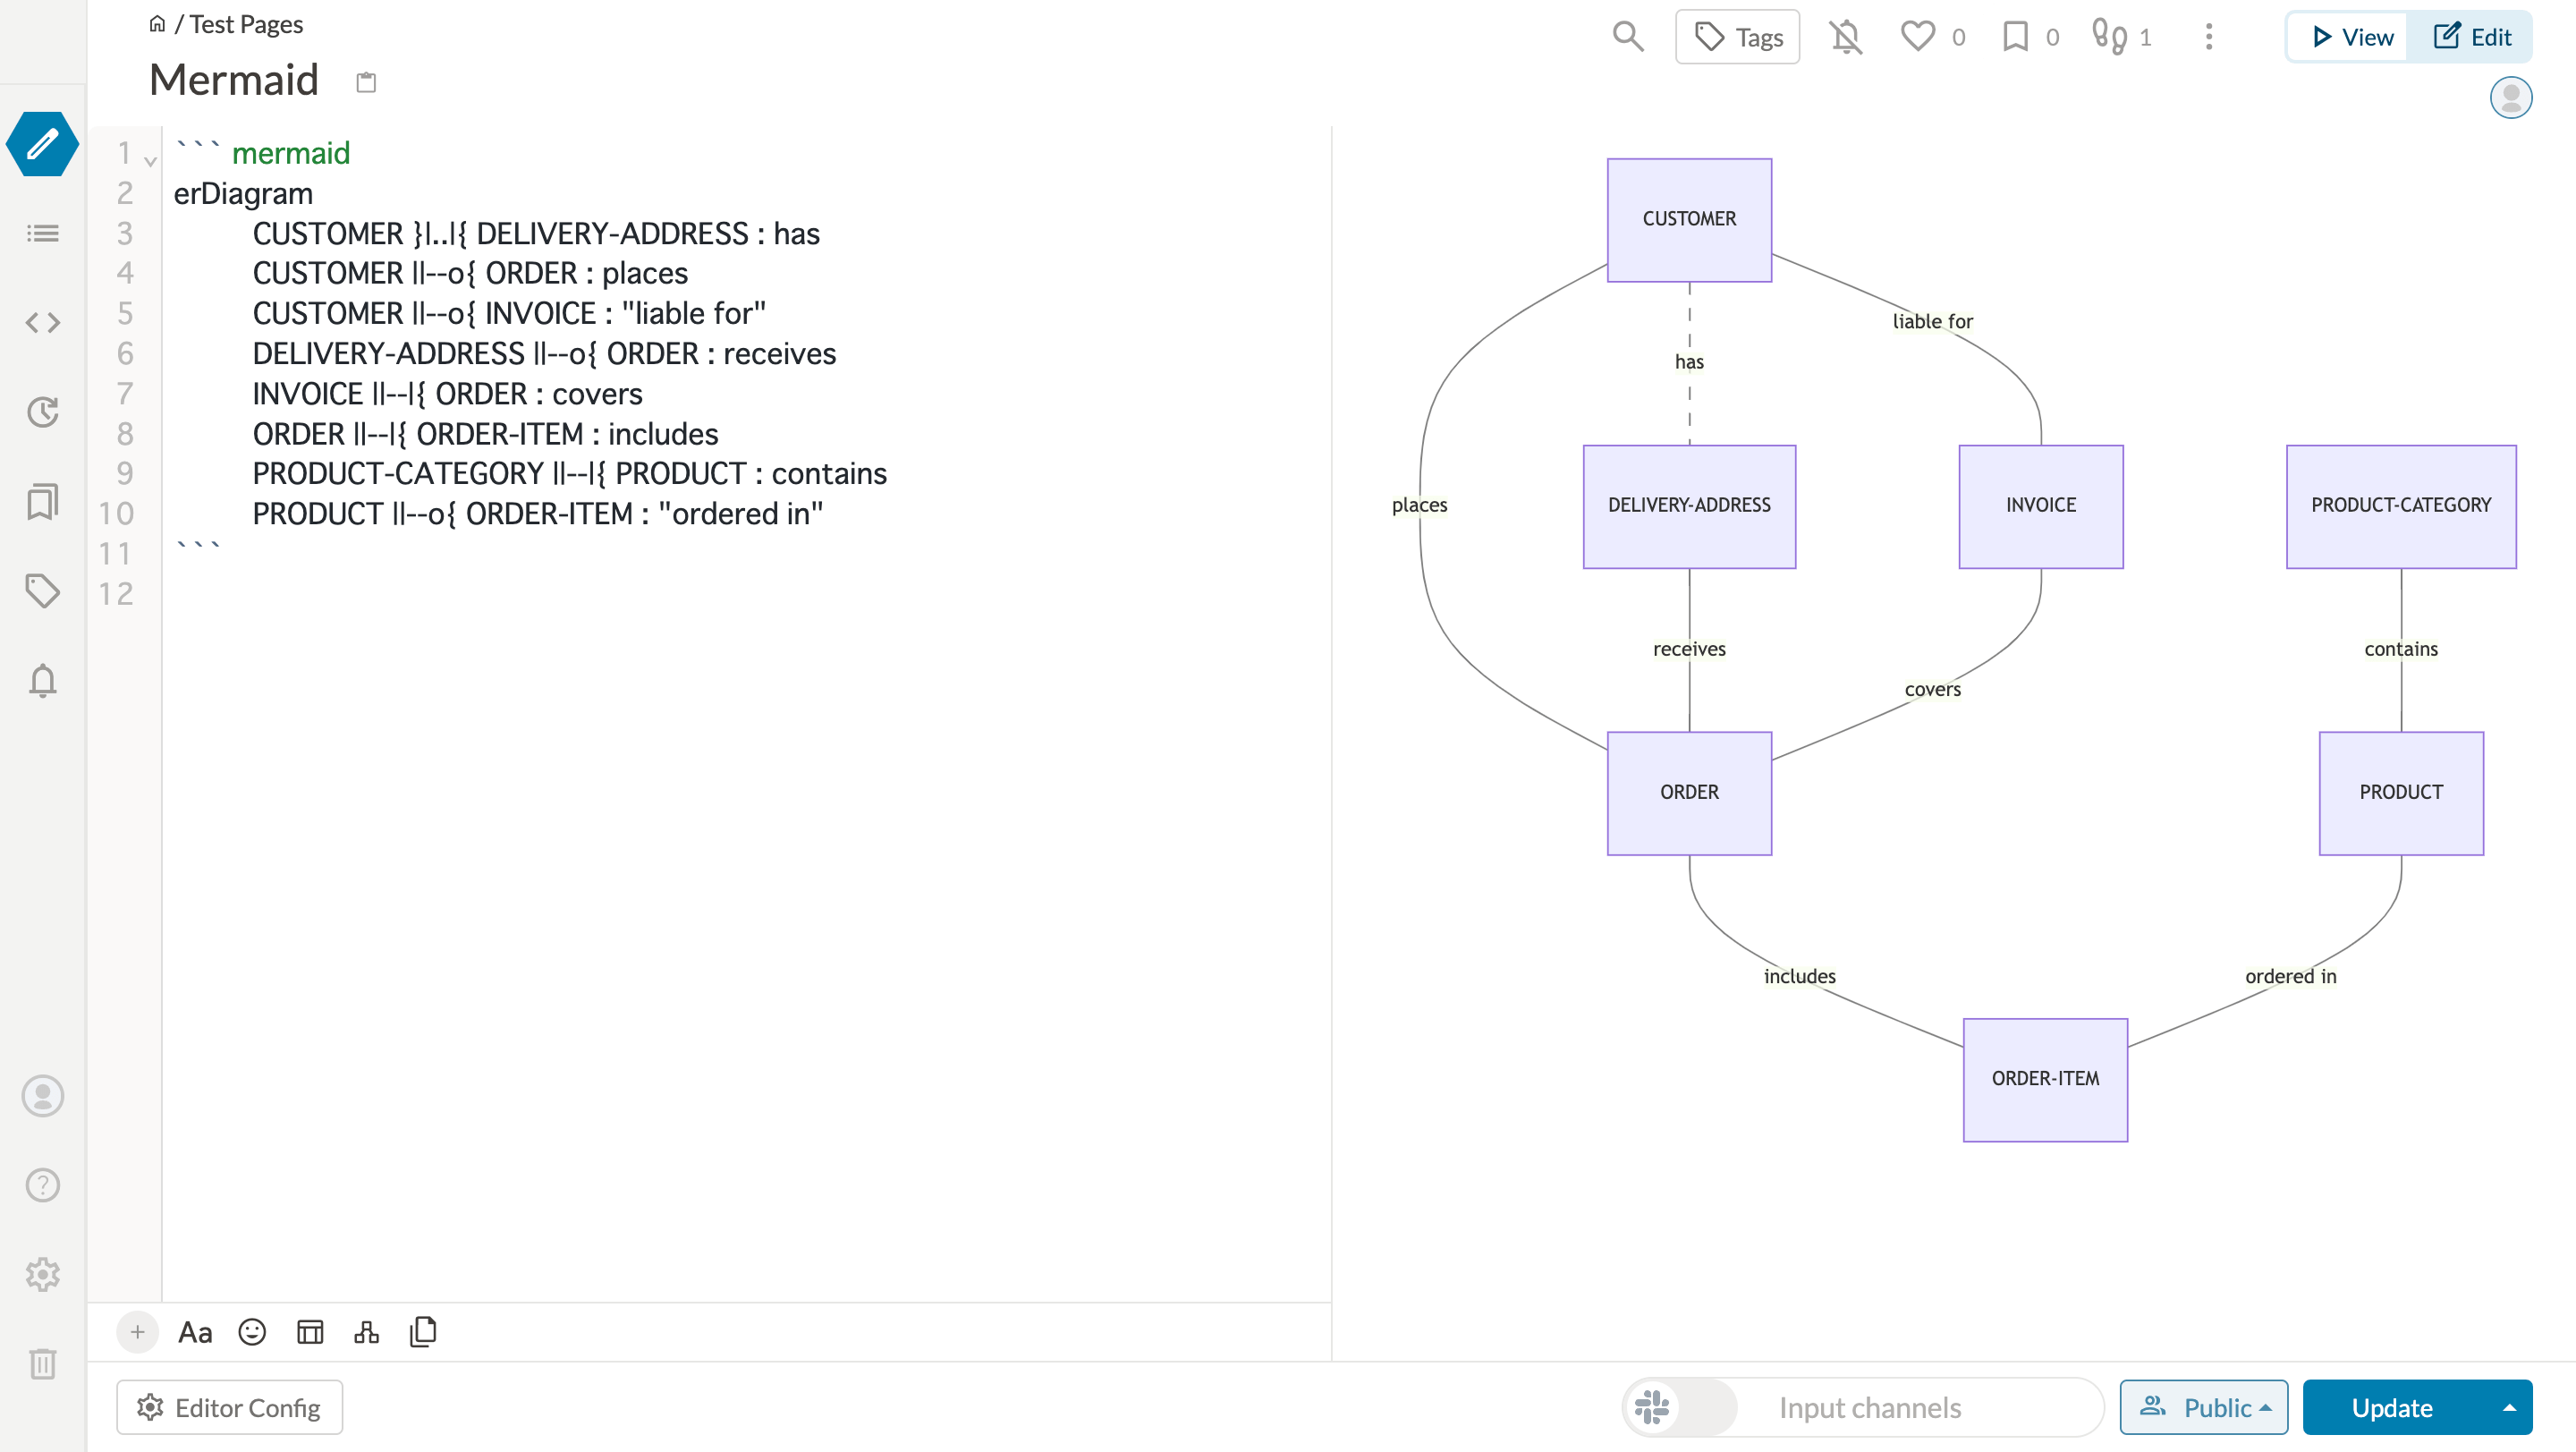 / Test Pages
Mermaid
Tags
0
0
1
View
Edit
1 ``` mermaid
2 erDiagram
3 CUSTOMER }|..|{ DELIVERY-ADDRESS : has
4 CUSTOMER ||--o{ ORDER : places
5 CUSTOMER ||--o{ INVOICE : "liable for"
6 DELIVERY-ADDRESS ||--o{ ORDER : receives
7 INVOICE ||--|{ ORDER : covers
8 ORDER ||--|{ ORDER-ITEM : includes
9 PRODUCT-CATEGORY ||--|{ PRODUCT : contains
10 PRODUCT ||--o{ ORDER-ITEM : "ordered in"
11 ```
12
CUSTOMER
liable for
has
places
DELIVERY-ADDRESS
INVOICE
PRODUCT-CATEGORY
receives
contains
covers
ORDER
PRODUCT
includes
ordered in
ORDER-ITEM
Aa
Editor Config
Input channels
Public
Update